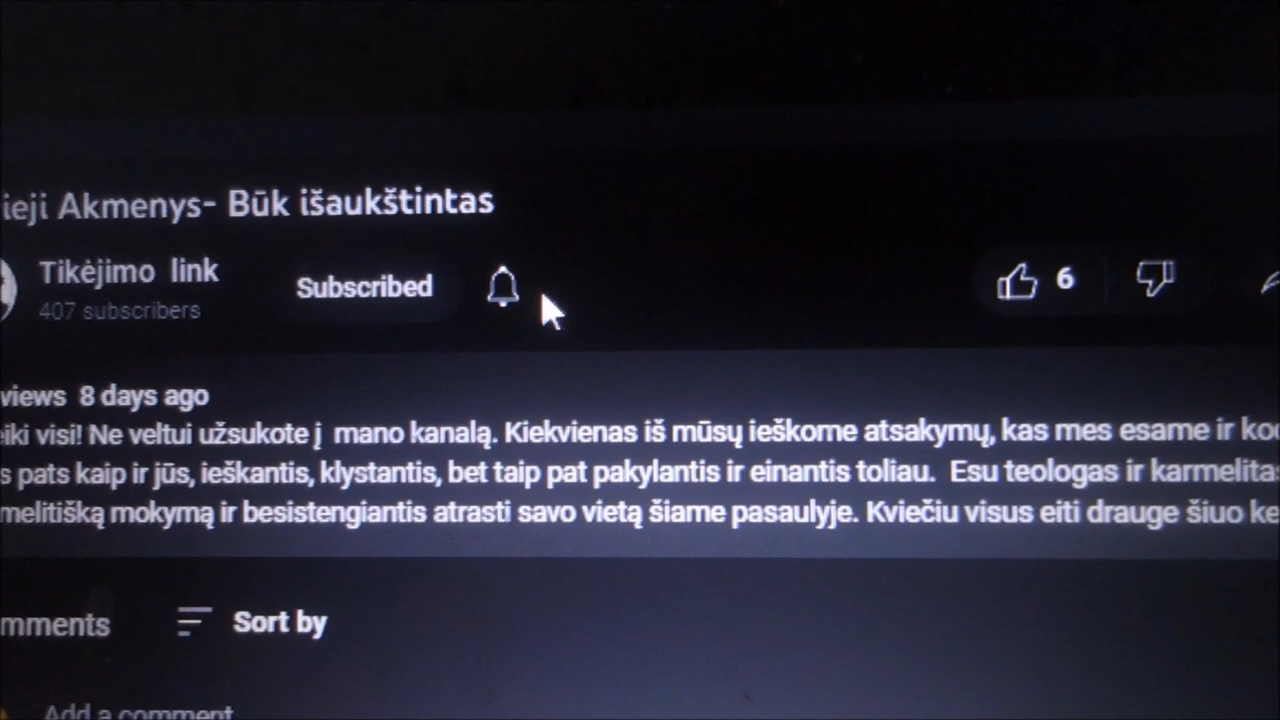 ieji Akmenys- Būk išaukštintas
Tikėjimo link
Subscribed
6
407 subscribers
views 8 days ago
eiki visi! Ne veltui užsukote į mano kanalą. Kiekvienas iš mūsų ieškome atsakymų, kas mes esame ir ko
s pats kaip ir jūs, ieškantis, klystantis, bet taip pat pakylantis ir einantis toliau. Esu teologas ir karmelita
melitišką mokymą ir besistengiantis atrasti savo vietą šiame pasaulyje. Kviečiu visus eiti drauge šiuo ke
mments
Sort by
Add a comment